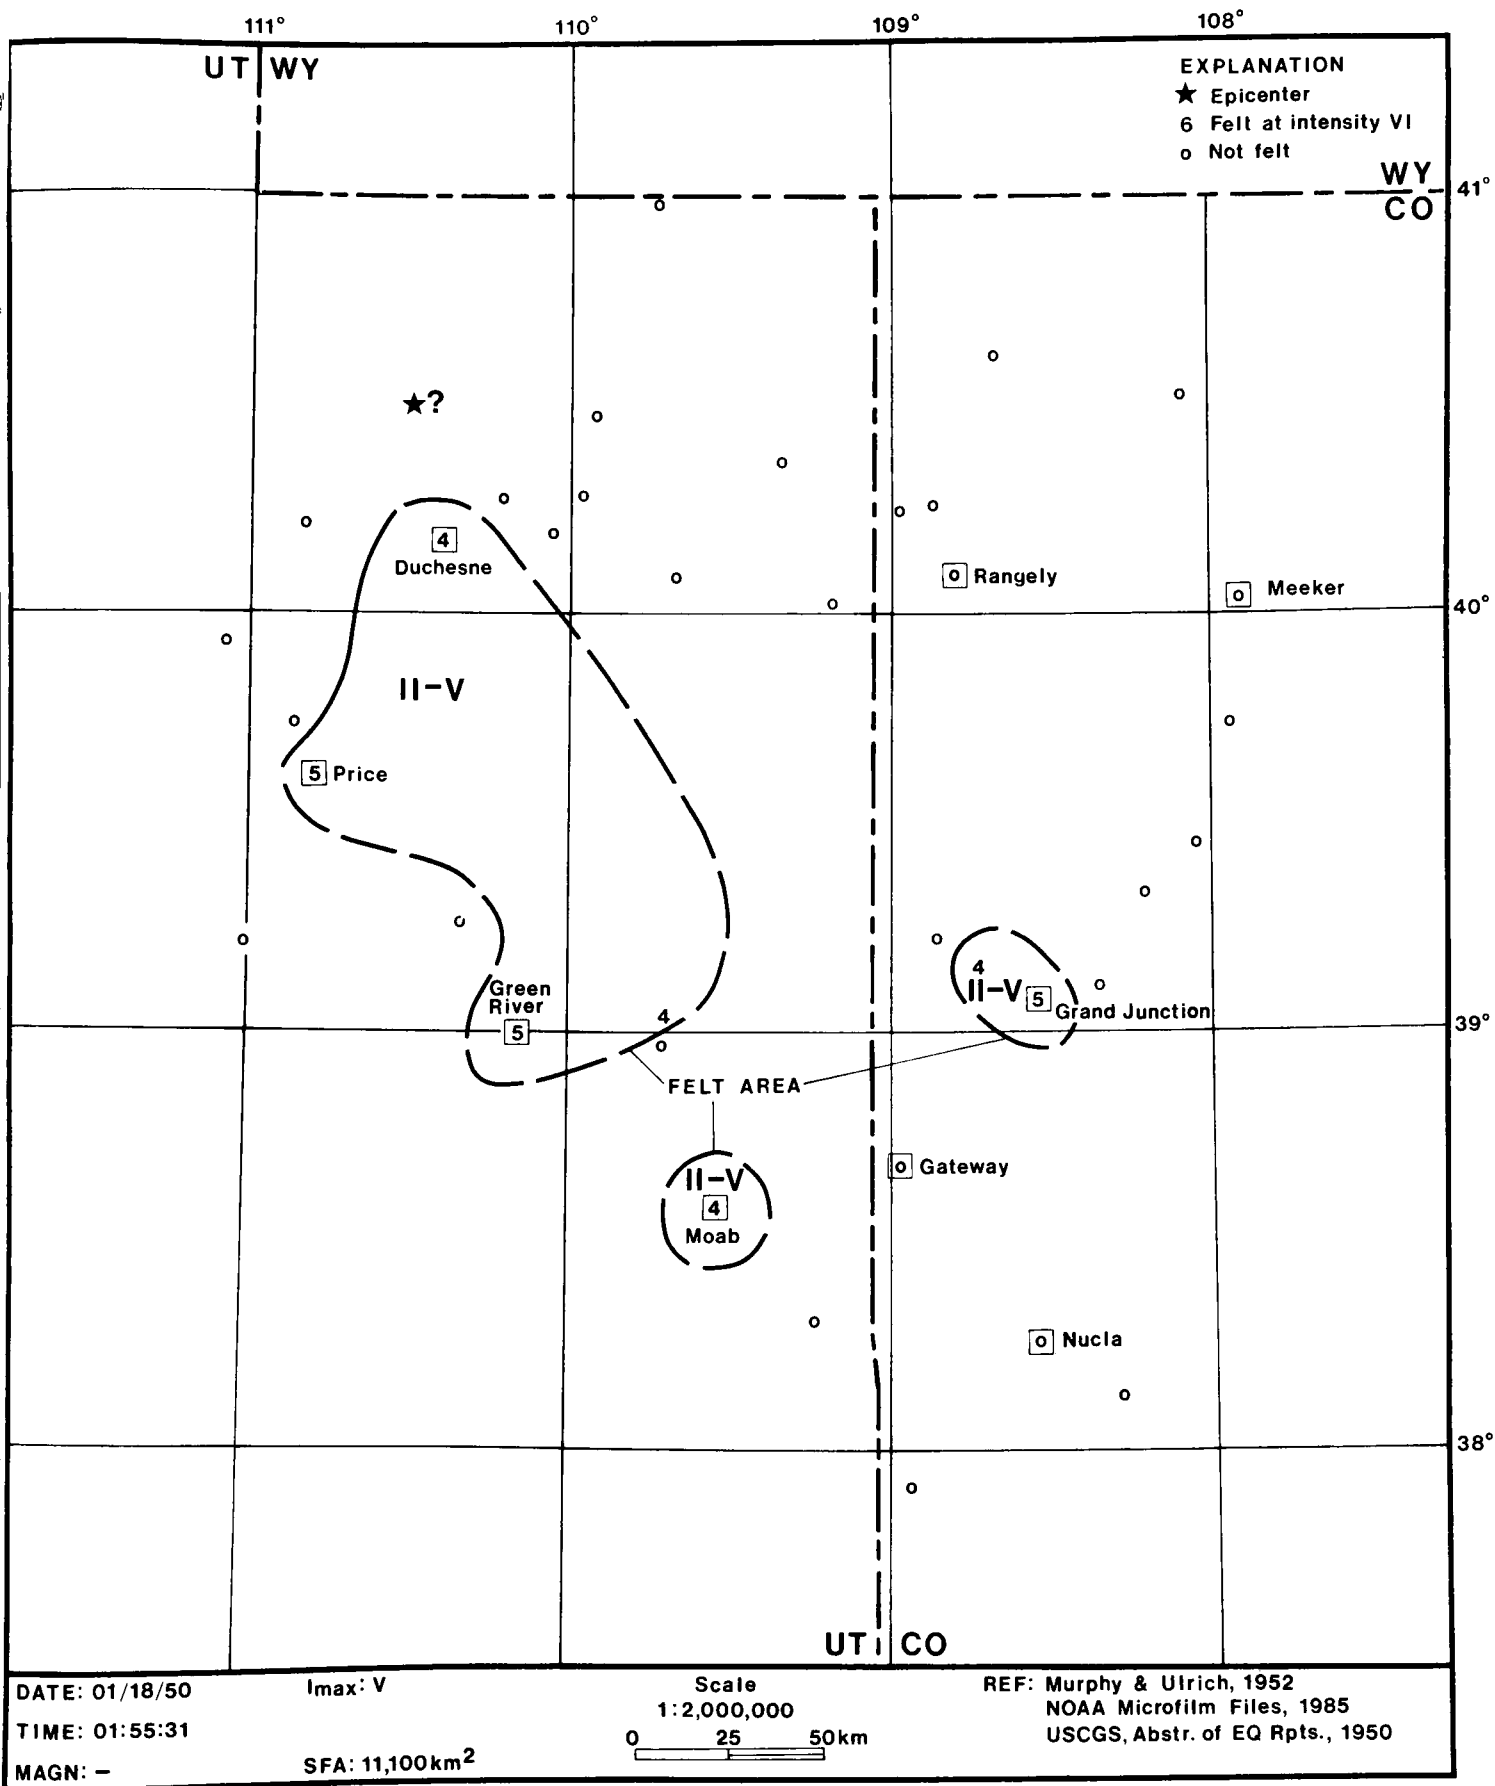 111° 110° 109° 108°
UT WY
EXPLANATION
★ Epicenter
6 Felt at intensity VI
o Not felt
WY
41°
CO
★?
4
Duchesne
o Rangely
o Meeker
40°
II–V
5 Price
4
II–V
5
Green
River
Grand Junction
4
5
39°
FELT AREA
o Gateway
II–V
4
Moab
o Nucla
38°
UT CO
DATE: 01/18/50
TIME: 01:55:31
MAGN: –
Imax: V
SFA: 11,100km2
Scale
1:2,000,000
0 25 50km
REF: Murphy & Ulrich, 1952
NOAA Microfilm Files, 1985
USCGS, Abstr. of EQ Rpts., 1950